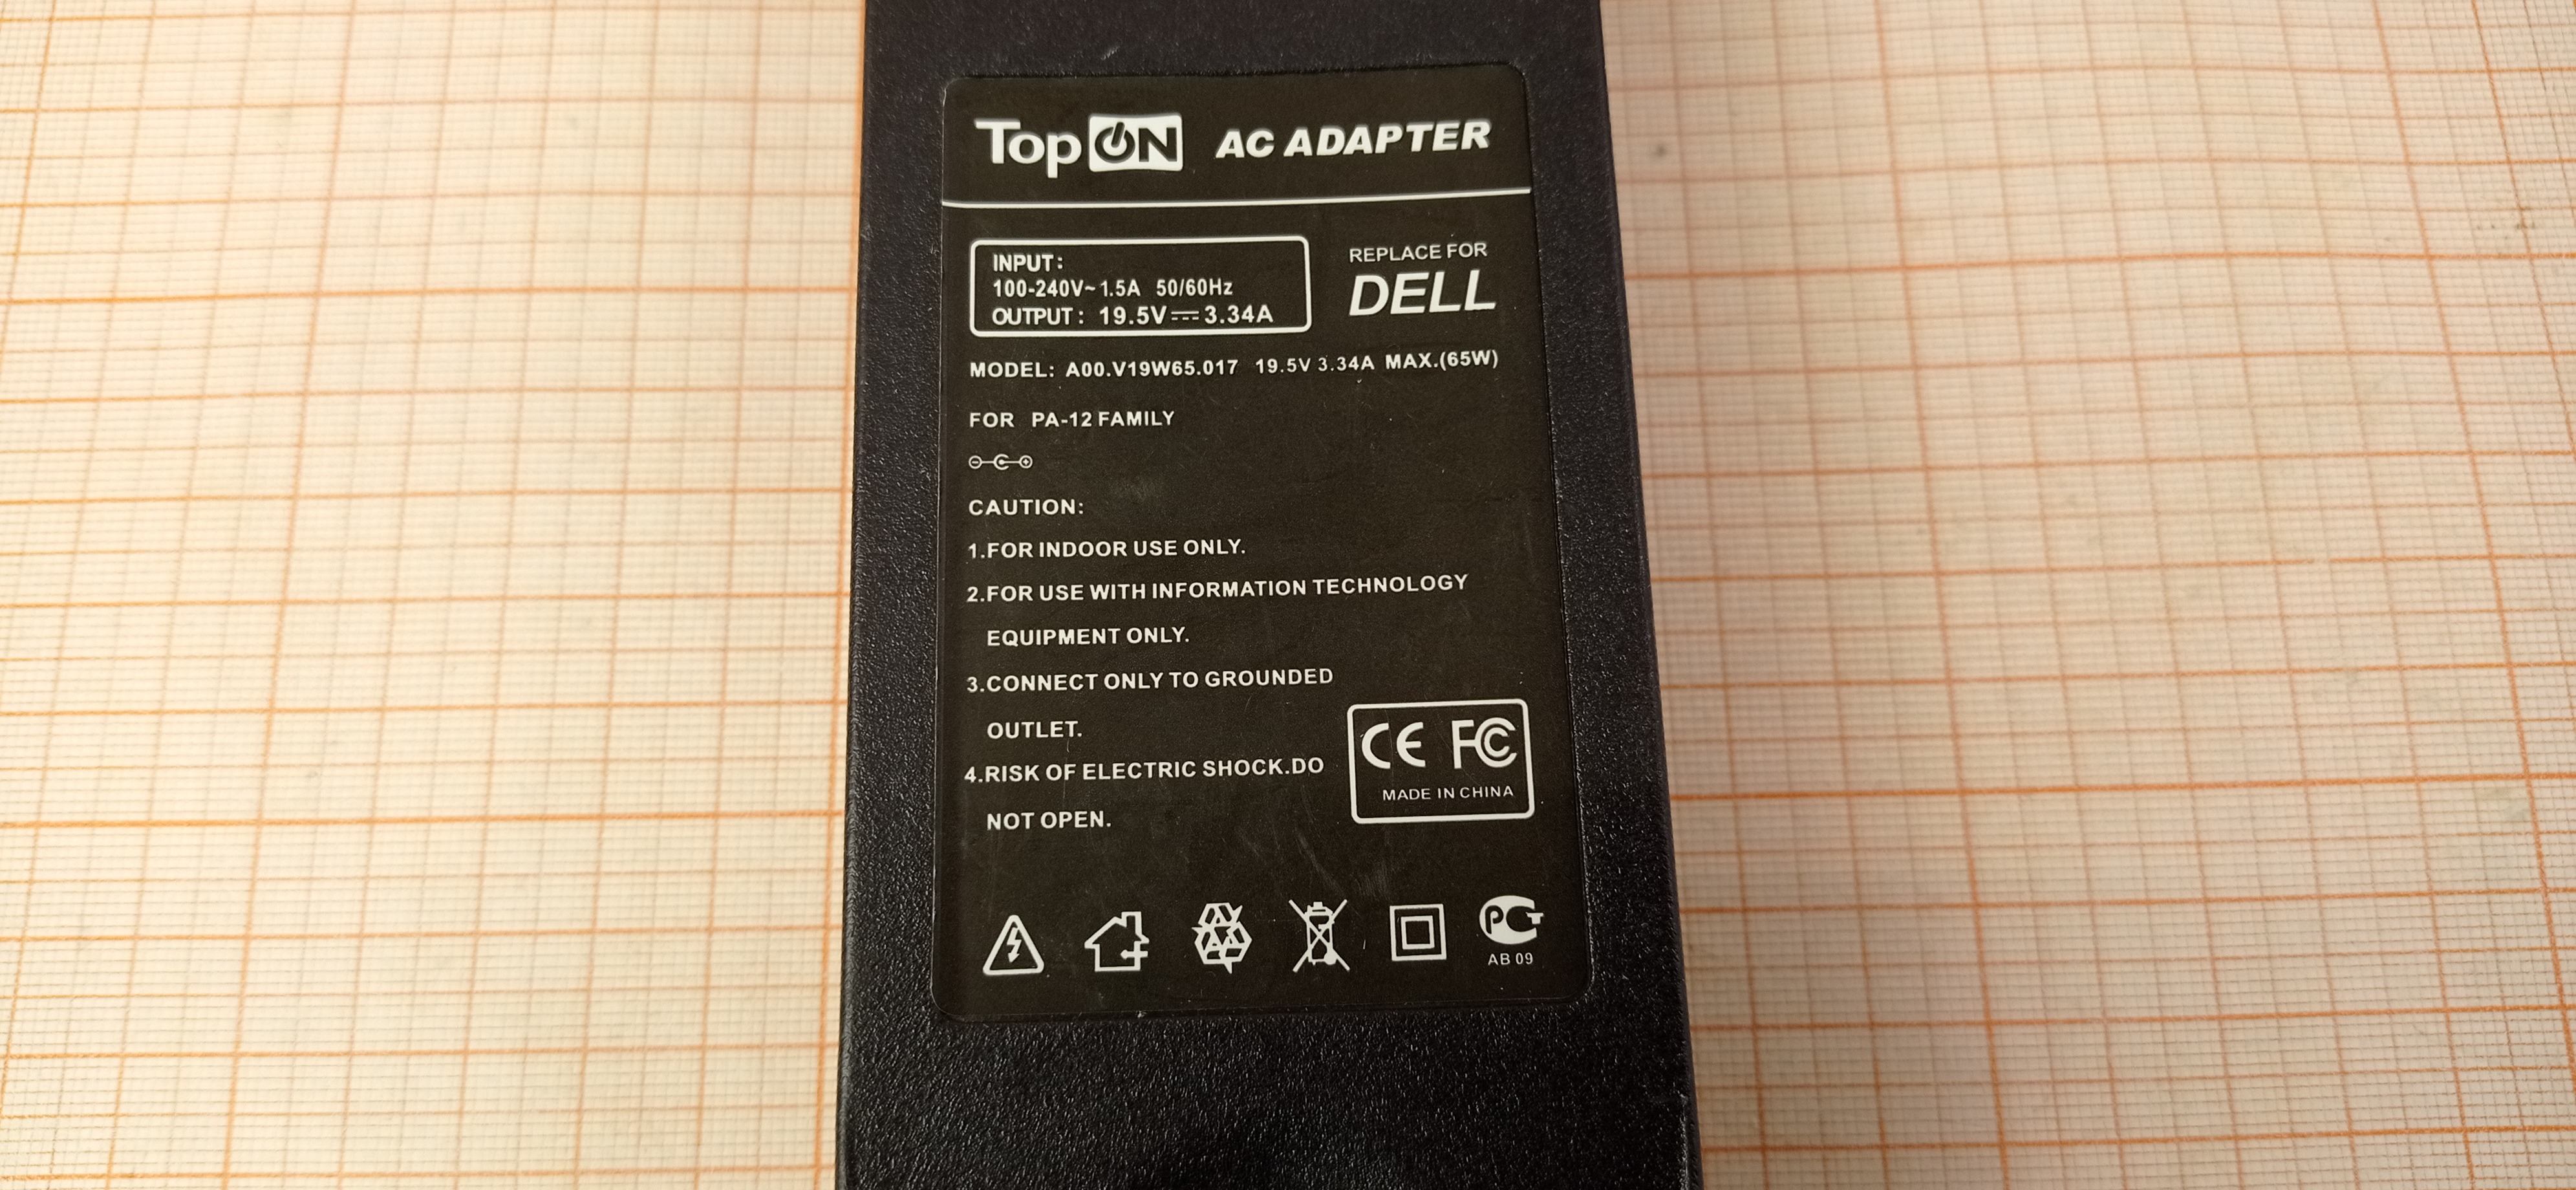 TopON AC ADAPTER
INPUT:
100-240V~1.5A 50/60Hz
OUTPUT: 19.5V⎓3.34A
REPLACE FOR
DELL
MODEL: A00.V19W65.017 19.5V 3.34A MAX.(65W)
FOR PA-12 FAMILY
CAUTION:
1.FOR INDOOR USE ONLY.
2.FOR USE WITH INFORMATION TECHNOLOGY
EQUIPMENT ONLY.
3.CONNECT ONLY TO GROUNDED
OUTLET.
4.RISK OF ELECTRIC SHOCK.DO
NOT OPEN.
CE FC
MADE IN CHINA
РСТ
АВ 09